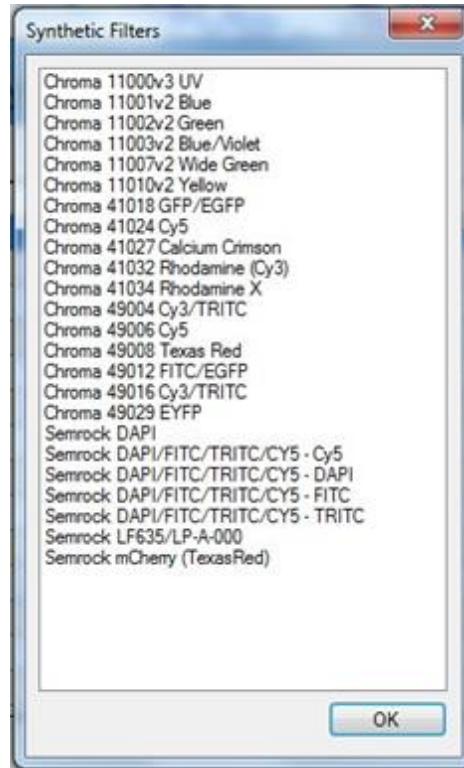 Synthetic Filters
Chroma 11000v3 UV
Chroma 11001v2 Blue
Chroma 11002v2 Green
Chroma 11003v2 Blue/Violet
Chroma 11007v2 Wide Green
Chroma 11010v2 Yellow
Chroma 41018 GFP/EGFP
Chroma 41024 Cy5
Chroma 41027 Calcium Crimson
Chroma 41032 Rhodamine (Cy3)
Chroma 41034 Rhodamine X
Chroma 49004 Cy3/TRITC
Chroma 49006 Cy5
Chroma 49008 Texas Red
Chroma 49012 FITC/EGFP
Chroma 49016 Cy3/TRITC
Chroma 49029 EYFP
Semrock DAPI
Semrock DAPI/FITC/TRITC/CY5 - Cy5
Semrock DAPI/FITC/TRITC/CY5 - DAPI
Semrock DAPI/FITC/TRITC/CY5 - FITC
Semrock DAPI/FITC/TRITC/CY5 - TRITC
Semrock LF635/LP-A-000
Semrock mCherry (TexasRed)
OK